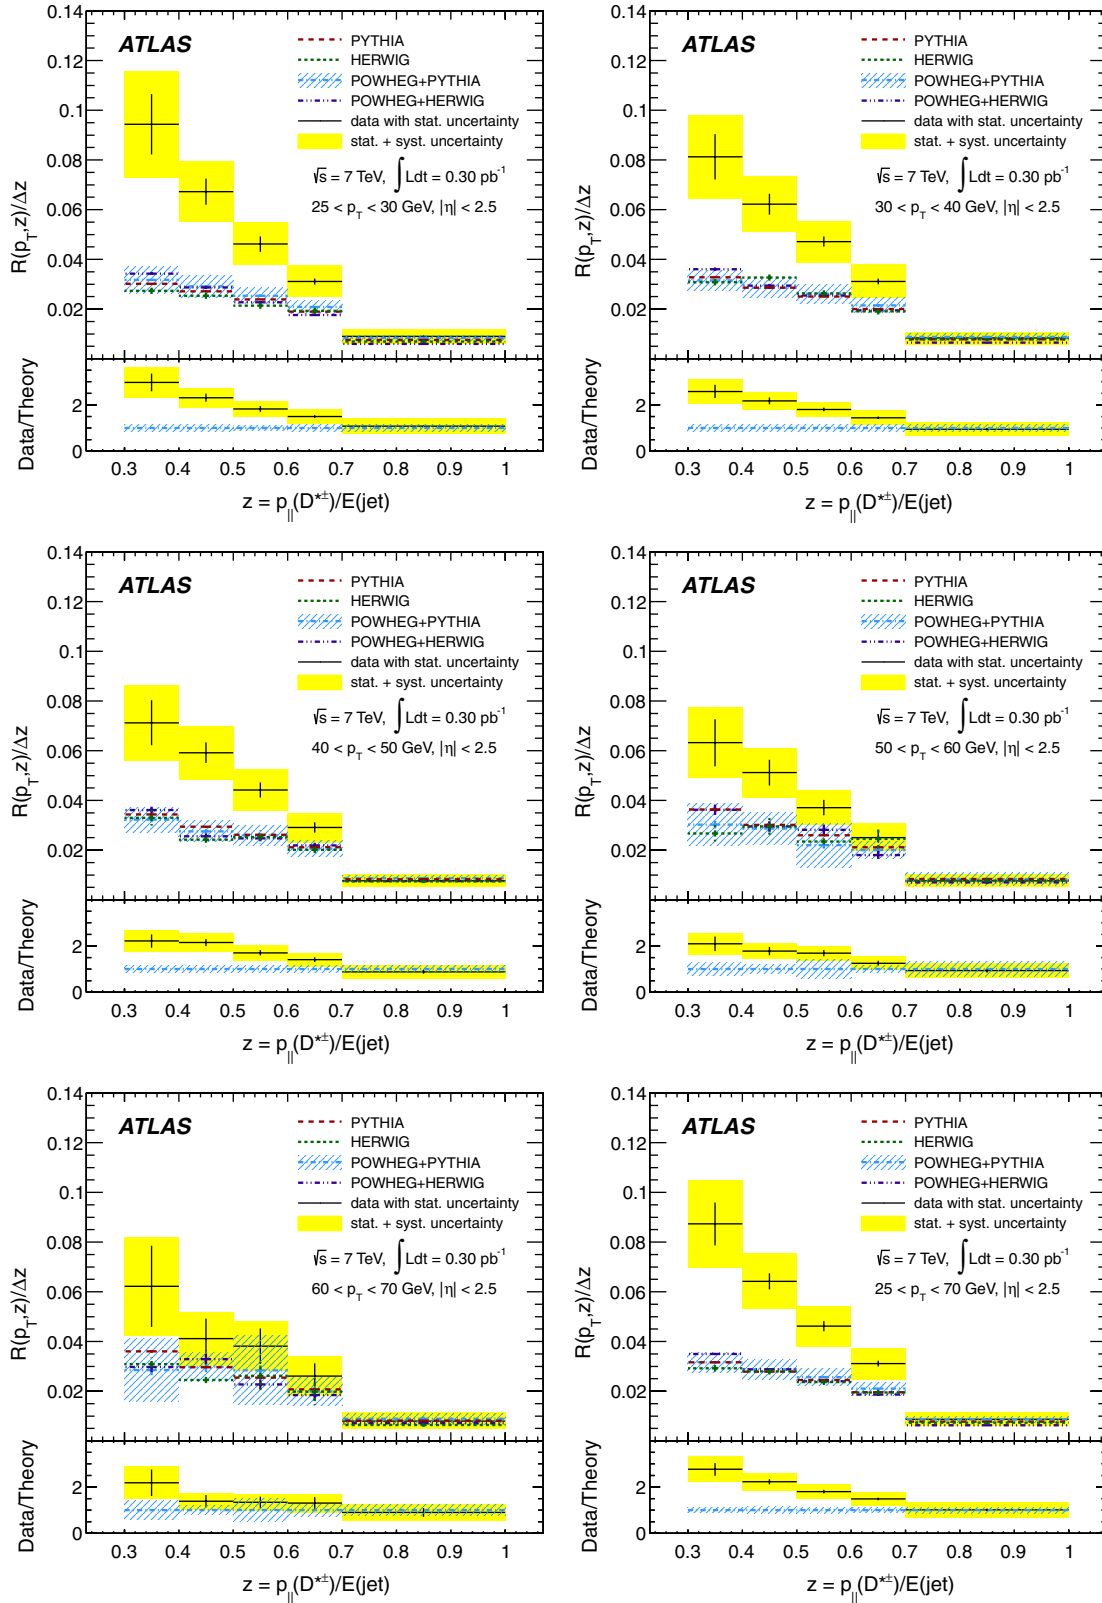 0.14
0.12
0.1
0.08
0.06
0.04
0.02
R(p_T,z)/Δz
ATLAS
PYTHIA
HERWIG
POWHEG+PYTHIA
POWHEG+HERWIG
data with stat. uncertainty
stat. + syst. uncertainty
√s = 7 TeV, ∫Ldt = 0.30 pb⁻¹
25 < p_T < 30 GeV, |η| < 2.5
Data/Theory
2
0
0.3 0.4 0.5 0.6 0.7 0.8 0.9 1
z = p_||(D*±)/E(jet)
0.14
0.12
0.1
0.08
0.06
0.04
0.02
R(p_T,z)/Δz
ATLAS
PYTHIA
HERWIG
POWHEG+PYTHIA
POWHEG+HERWIG
data with stat. uncertainty
stat. + syst. uncertainty
√s = 7 TeV, ∫Ldt = 0.30 pb⁻¹
30 < p_T < 40 GeV, |η| < 2.5
Data/Theory
2
0
0.3 0.4 0.5 0.6 0.7 0.8 0.9 1
z = p_||(D*±)/E(jet)
0.14
0.12
0.1
0.08
0.06
0.04
0.02
R(p_T,z)/Δz
ATLAS
PYTHIA
HERWIG
POWHEG+PYTHIA
POWHEG+HERWIG
data with stat. uncertainty
stat. + syst. uncertainty
√s = 7 TeV, ∫Ldt = 0.30 pb⁻¹
40 < p_T < 50 GeV, |η| < 2.5
Data/Theory
2
0
0.3 0.4 0.5 0.6 0.7 0.8 0.9 1
z = p_||(D*±)/E(jet)
0.14
0.12
0.1
0.08
0.06
0.04
0.02
R(p_T,z)/Δz
ATLAS
PYTHIA
HERWIG
POWHEG+PYTHIA
POWHEG+HERWIG
data with stat. uncertainty
stat. + syst. uncertainty
√s = 7 TeV, ∫Ldt = 0.30 pb⁻¹
50 < p_T < 60 GeV, |η| < 2.5
Data/Theory
2
0
0.3 0.4 0.5 0.6 0.7 0.8 0.9 1
z = p_||(D*±)/E(jet)
0.14
0.12
0.1
0.08
0.06
0.04
0.02
R(p_T,z)/Δz
ATLAS
PYTHIA
HERWIG
POWHEG+PYTHIA
POWHEG+HERWIG
data with stat. uncertainty
stat. + syst. uncertainty
√s = 7 TeV, ∫Ldt = 0.30 pb⁻¹
60 < p_T < 70 GeV, |η| < 2.5
Data/Theory
2
0
0.3 0.4 0.5 0.6 0.7 0.8 0.9 1
z = p_||(D*±)/E(jet)
0.14
0.12
0.1
0.08
0.06
0.04
0.02
R(p_T,z)/Δz
ATLAS
PYTHIA
HERWIG
POWHEG+PYTHIA
POWHEG+HERWIG
data with stat. uncertainty
stat. + syst. uncertainty
√s = 7 TeV, ∫Ldt = 0.30 pb⁻¹
25 < p_T < 70 GeV, |η| < 2.5
Data/Theory
2
0
0.3 0.4 0.5 0.6 0.7 0.8 0.9 1
z = p_||(D*±)/E(jet)